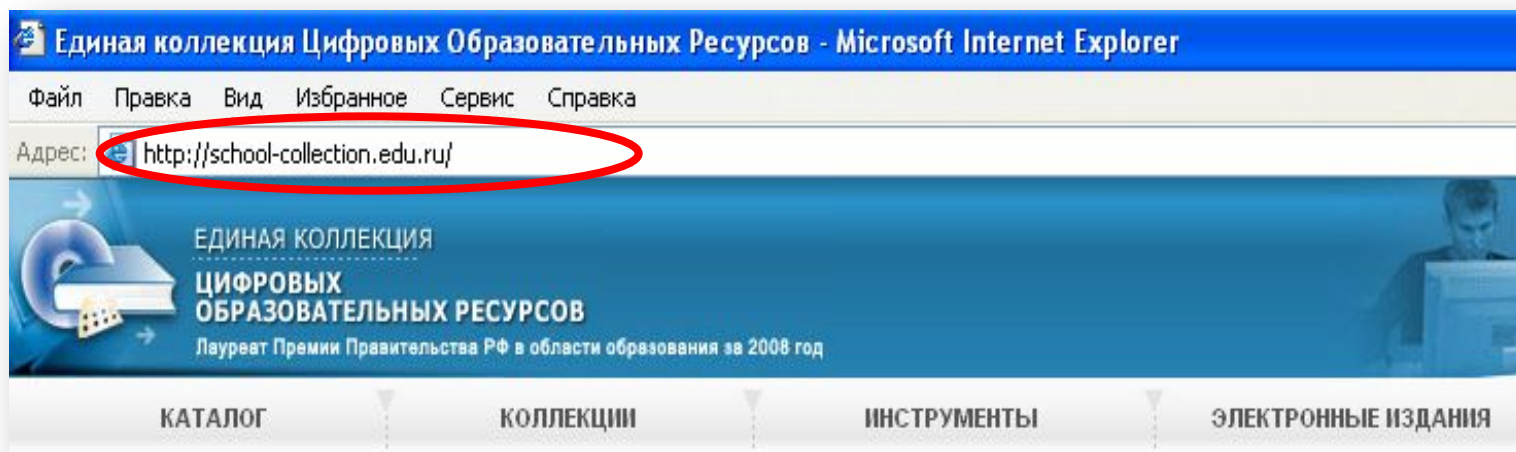 Единая коллекция Цифровых Образовательных Ресурсов - Microsoft Internet Explorer
Файл Правка Вид Избранное Сервис Справка
Адрес: http://school-collection.edu.ru/
ЕДИНАЯ КОЛЛЕКЦИЯ
ЦИФРОВЫХ
ОБРАЗОВАТЕЛЬНЫХ РЕСУРСОВ
Лауреат Премии Правительства РФ в области образования за 2008 год
КАТАЛОГ КОЛЛЕКЦИИ ИНСТРУМЕНТЫ ЭЛЕКТРОННЫЕ ИЗДАНИЯ